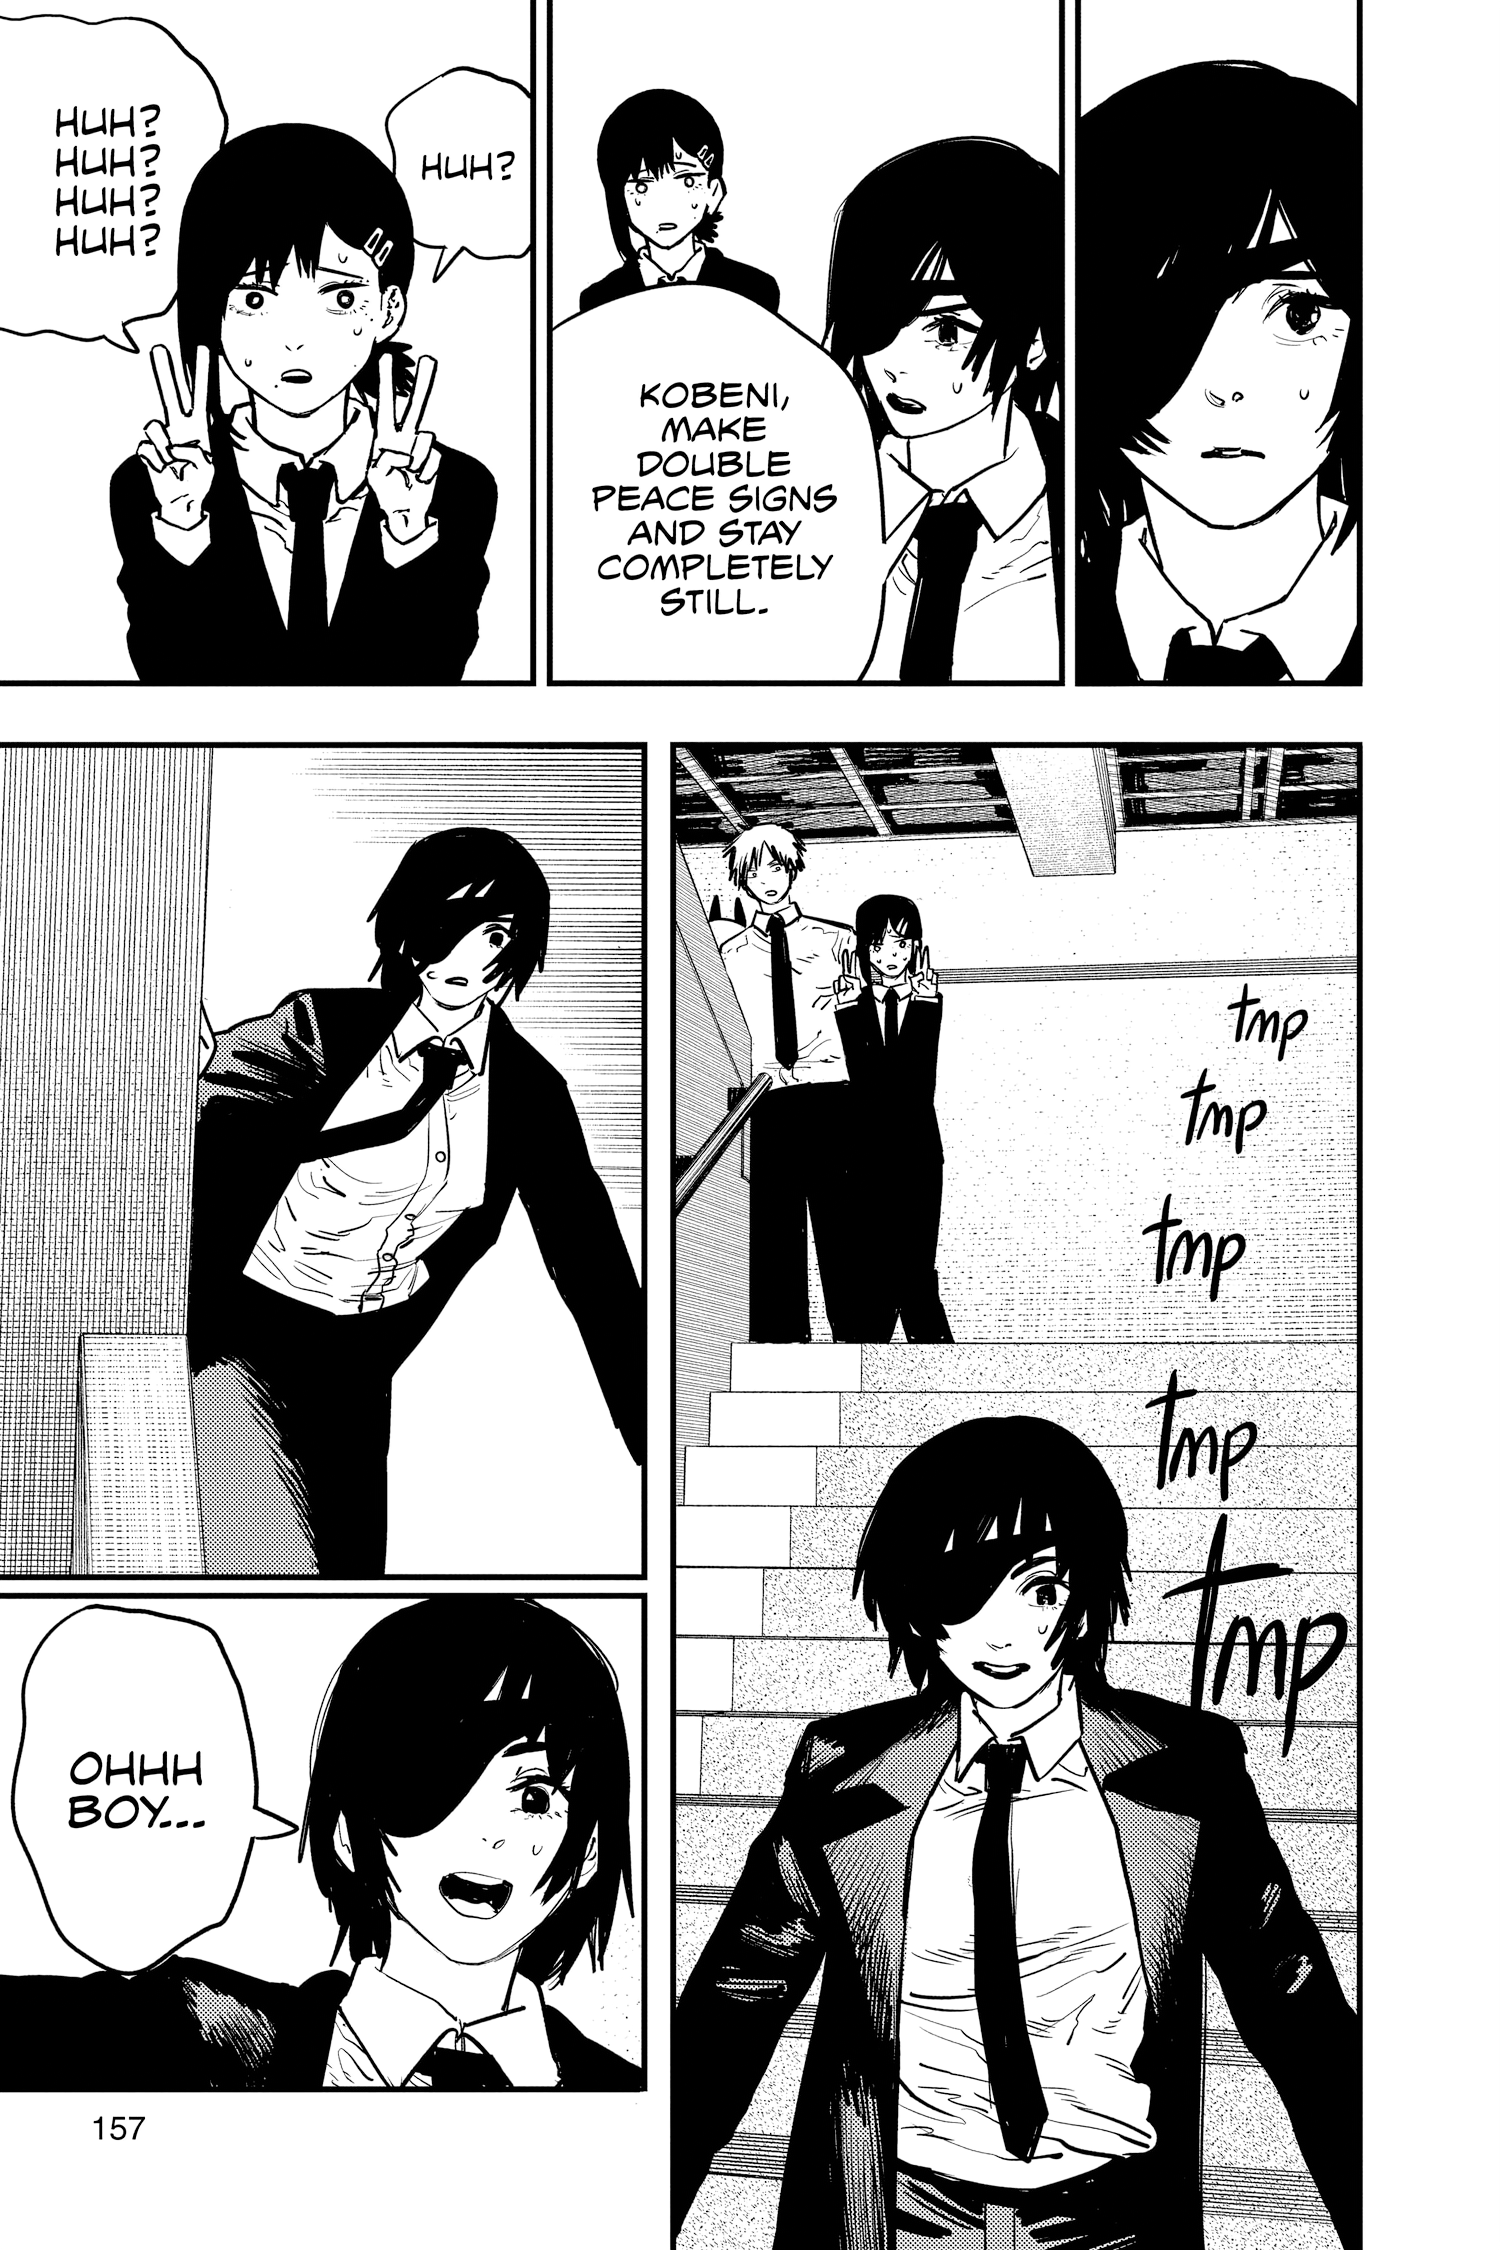 KOBENI,
MAKE
DOUBLE
PEACE SIGNS
AND STAY
COMPLETELY
STILL.
HUH?
HUH?
HUH?
HUH?
HUH?
tmp
tmp
tmp
tmp
tmp
OHHH
BOY...
157